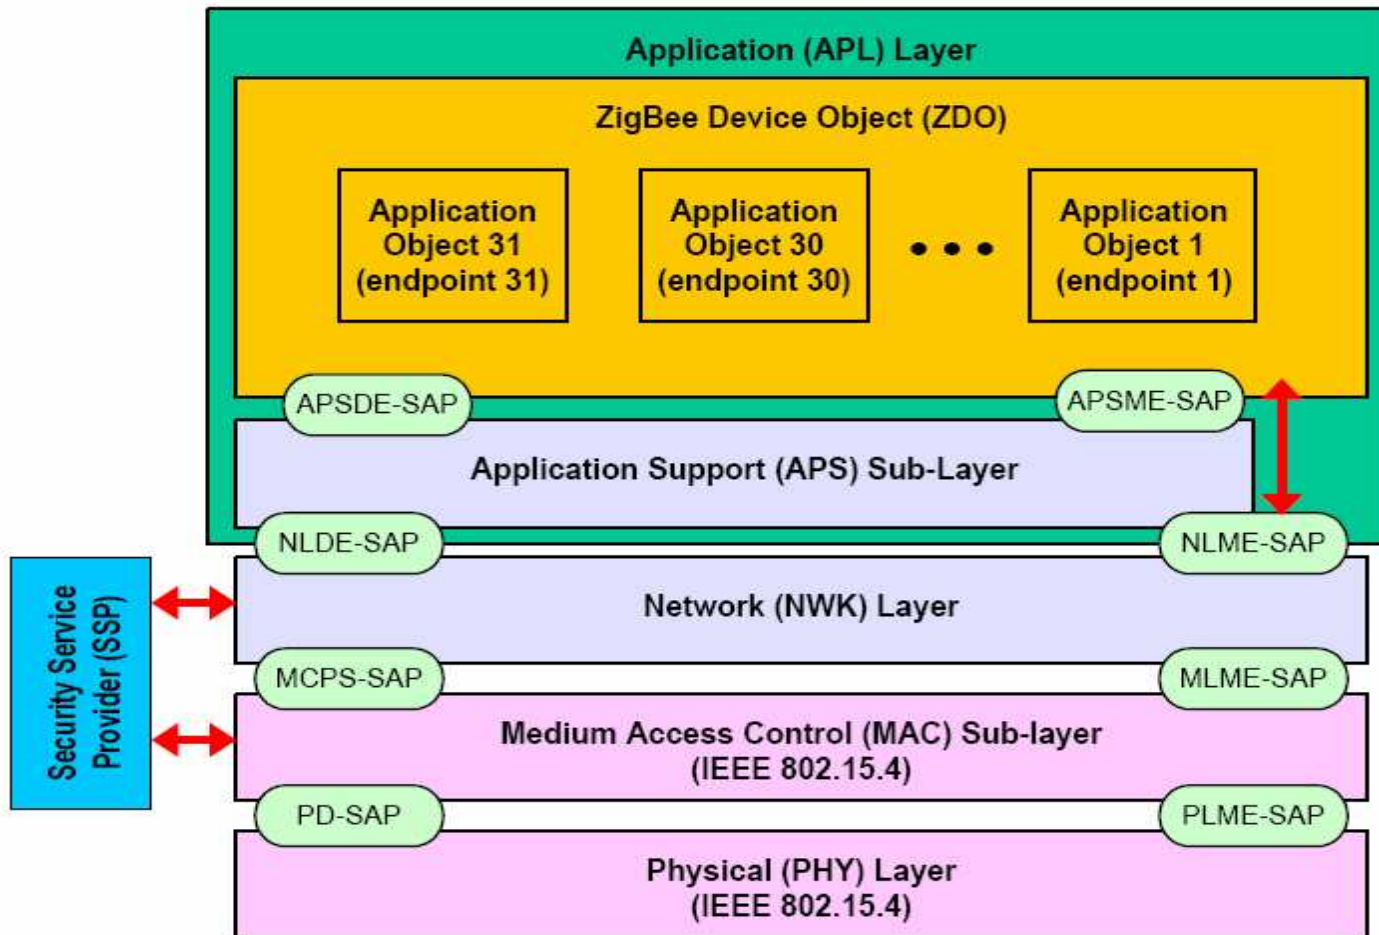 Application (APL) Layer
ZigBee Device Object (ZDO)
Application
Object 31
(endpoint 31)
Application
Object 30
(endpoint 30)
• • •
Application
Object 1
(endpoint 1)
APSDE-SAP
APSME-SAP
Application Support (APS) Sub-Layer
NLDE-SAP
NLME-SAP
Security Service
Provider (SSP)
Network (NWK) Layer
MCPS-SAP
MLME-SAP
Medium Access Control (MAC) Sub-layer
(IEEE 802.15.4)
PD-SAP
PLME-SAP
Physical (PHY) Layer
(IEEE 802.15.4)